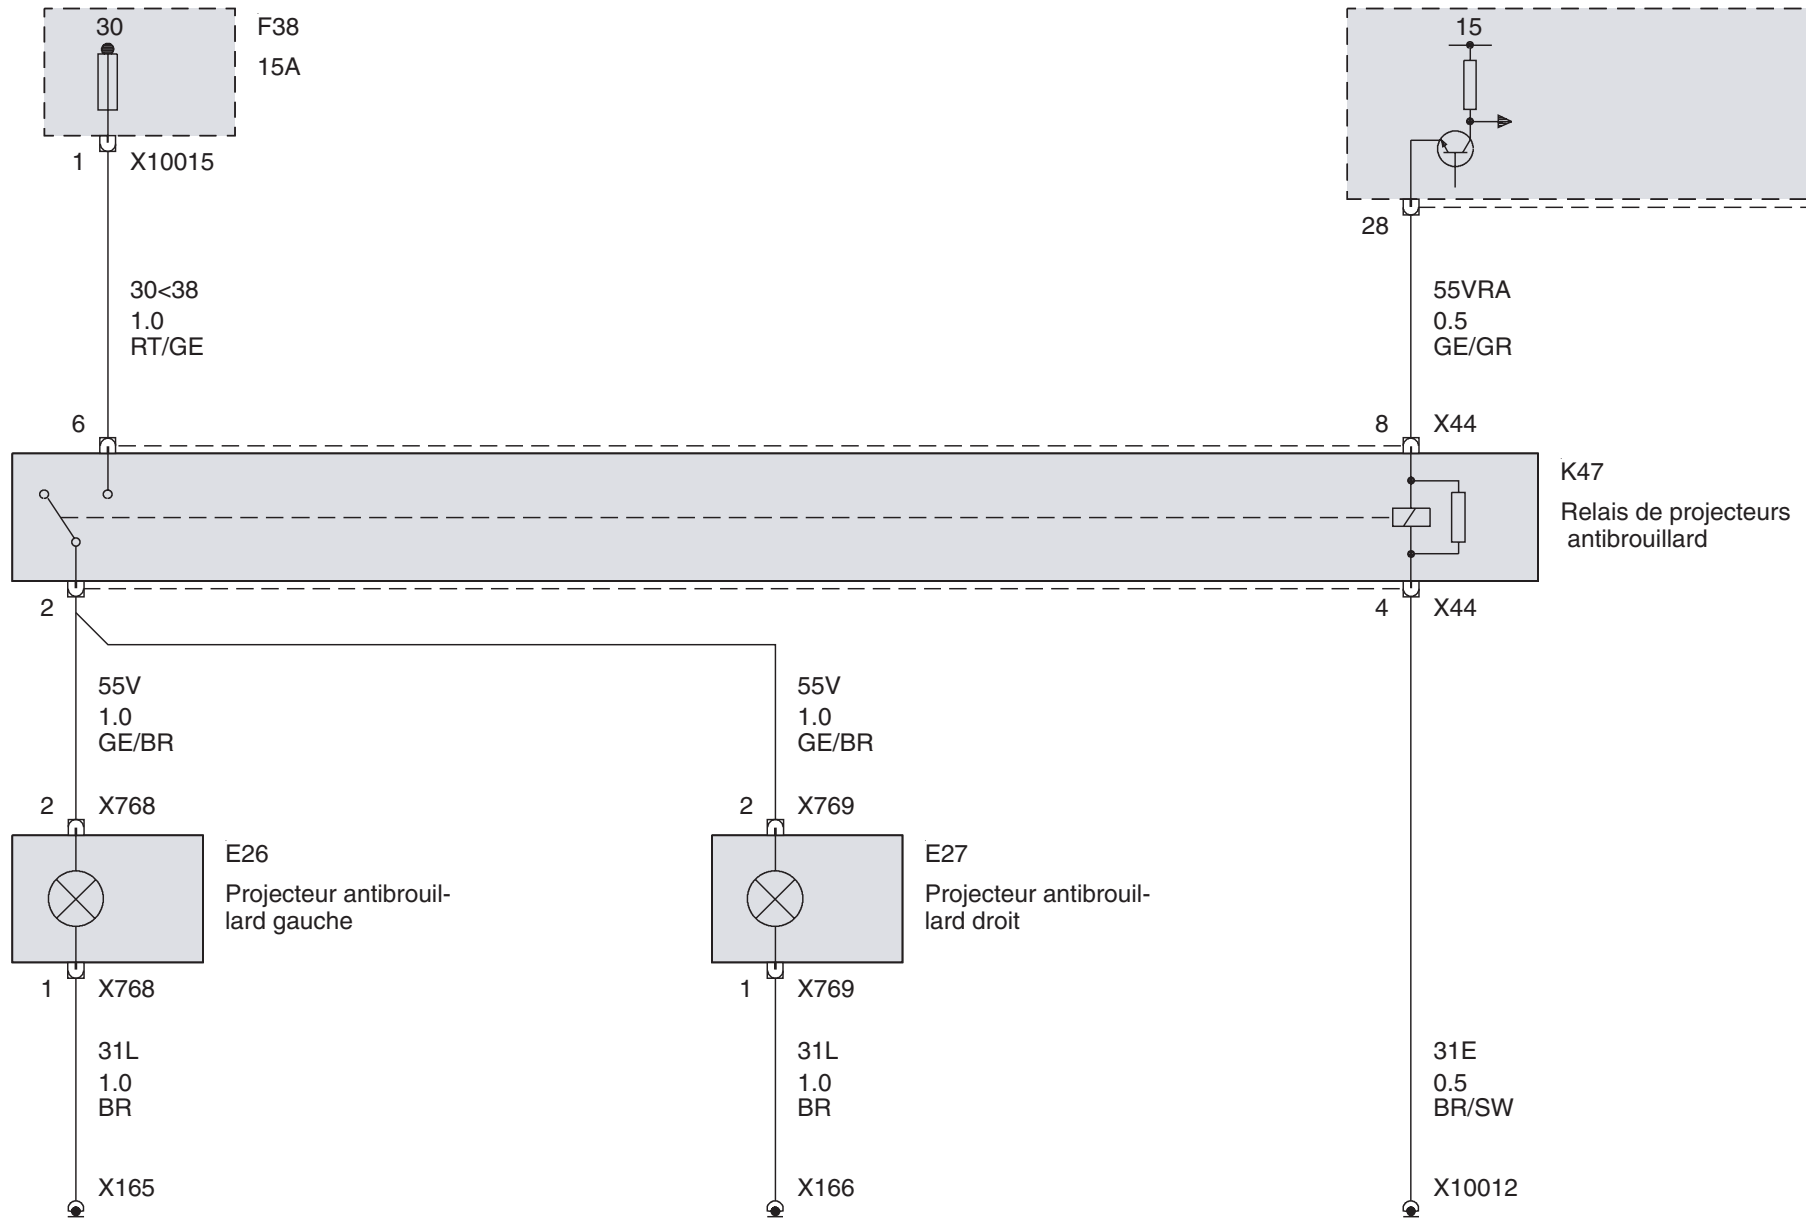 30
F38
15A
1
X10015
15
28
30<38
1.0
RT/GE
55VRA
0.5
GE/GR
6
8
X44
K47
Relais de projecteurs
antibrouillard
2
4
X44
55V
1.0
GE/BR
55V
1.0
GE/BR
2
X768
2
X769
E26
Projecteur antibrouil-
lard gauche
E27
Projecteur antibrouil-
lard droit
1
X768
1
X769
31L
1.0
BR
31L
1.0
BR
31E
0.5
BR/SW
X165
X166
X10012